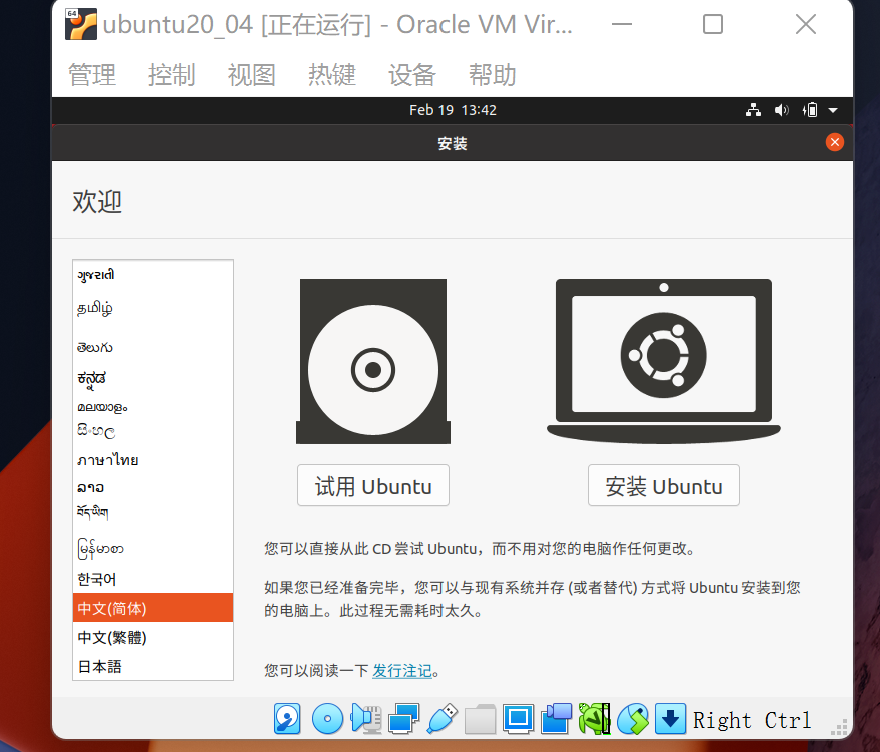 64
ubuntu20_04 [正在运行] - Oracle VM Vir...
管理 控制 视图 热键 设备 帮助
Feb 19 13:42
安装
欢迎
ગુજરાતી
தமிழ்
తెలుగు
ಕನ್ನಡ
മലയാളം
සිංහල
ภาษาไทย
ລາວ
བོད་ཡིག
မြန်မာစာ
한국어
中文(简体)
中文(繁體)
日本語
试用 Ubuntu
安装 Ubuntu
您可以直接从此 CD 尝试 Ubuntu，而不用对您的电脑作任何更改。
如果您已经准备完毕，您可以与现有系统并存 (或者替代) 方式将 Ubuntu 安装到您
的电脑上。此过程无需耗时太久。
您可以阅读一下 发行注记。
Right Ctrl